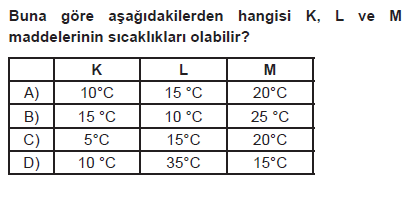 Buna göre aşağıdakilerden hangisi K, L ve M
maddelerinin sıcaklıkları olabilir?
K L M
A) 10°C 15 °C 20°C
B) 15 °C 10 °C 25 °C
C) 5°C 15°C 20°C
D) 10 °C 35°C 15°C